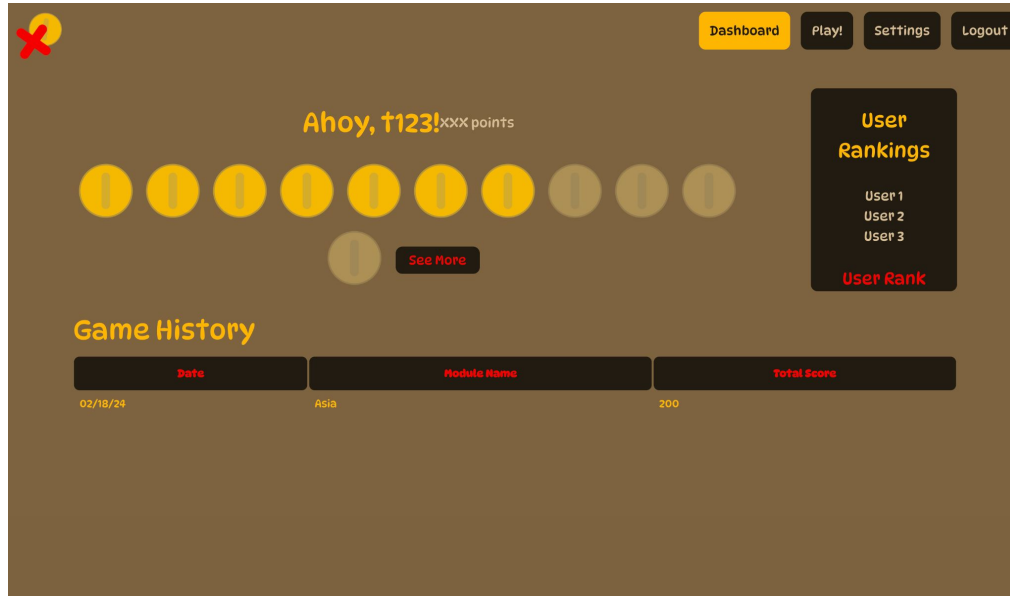 Dashboard Play! Settings Logout
Ahoy, t123! xxx points
User
Rankings
User 1
User 2
User 3
User Rank
See More
Game History
Date Module Name Total Score
02/18/24 Asia 200